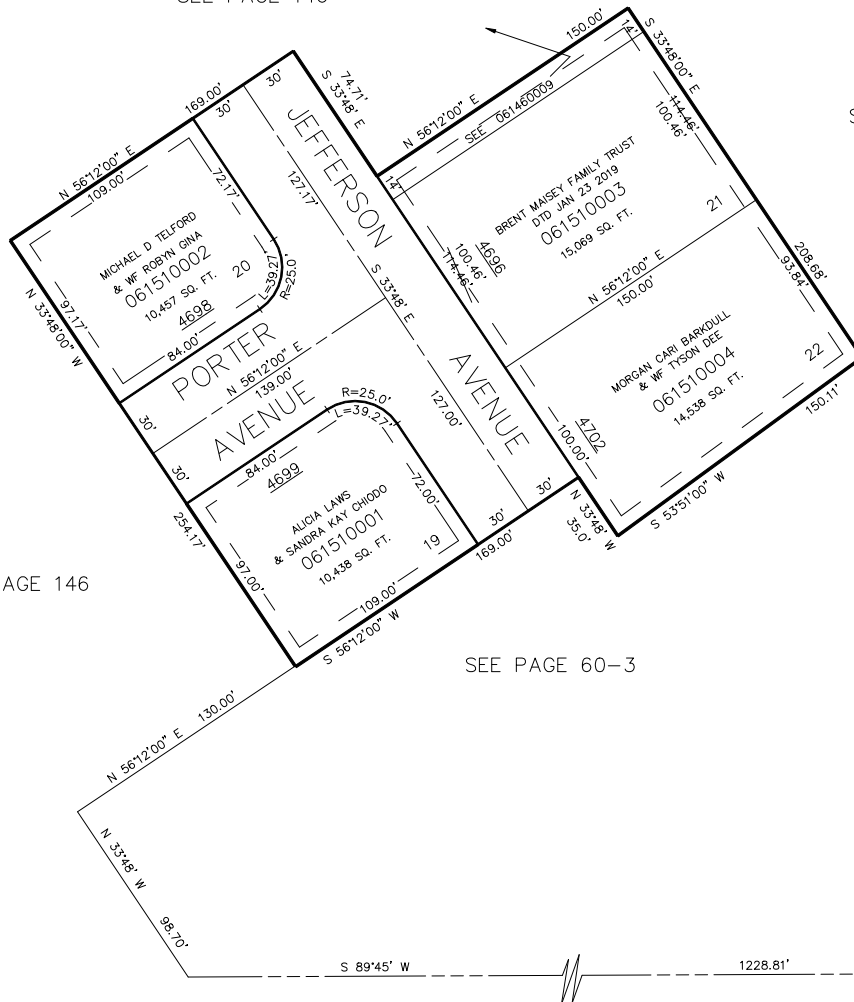 150.00'
14'
S 33°48'00" E
N 56°12'00" E
SEE 061460009
114.46'
100.46'
14'
169.00'
30'
30'
74.71'
S 33°48' E
N 56°12'00" E
109.00'
72.17'
JEFFERSON
127.17'
MICHAEL D TELFORD
& WF ROBYN GINA
061510002
10,457 SQ. FT.
20
4698
L=39.27'
R=25.0'
97.17'
N 33°48'00" W
84.00'
BRENT MAISEY FAMILY TRUST
DTD JAN 23 2019
061510003
15,069 SQ. FT.
21
4696
100.46'
114.46'
S 33°48' E
N 56°12'00" E
150.00'
208.68'
93.84'
PORTER
N 56°12'00" E
139.00'
AVENUE
30'
30'
AVENUE
127.00'
MORGAN CARI BARKDULL
& WF TYSON DEE
061510004
14,538 SQ. FT.
22
4702
100.00'
150.11'
S 53°51'00" W
R=25.0'
L=39.27'
84.00'
4699
72.00'
ALICIA LAWS
& SANDRA KAY CHIODO
061510001
10,438 SQ. FT.
19
254.17'
97.00'
109.00'
S 56°12'00" W
30'
30'
169.00'
N 33°48' W
35.0'
AGE 146
SEE PAGE 60-3
130.00'
N 56°12'00" E
N 33°48' W
98.70'
S 89°45' W
1228.81'